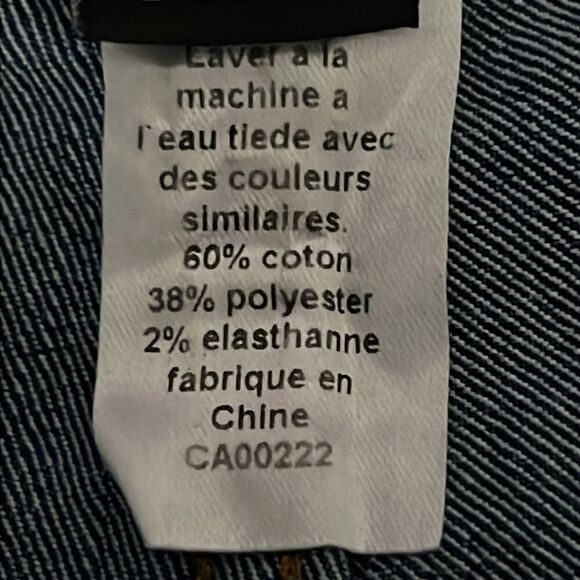 Laver a la
machine a
l'eau tiede avec
des couleurs
similaires.
60% coton
38% polyester
2% elasthanne
fabrique en
Chine
CA00222